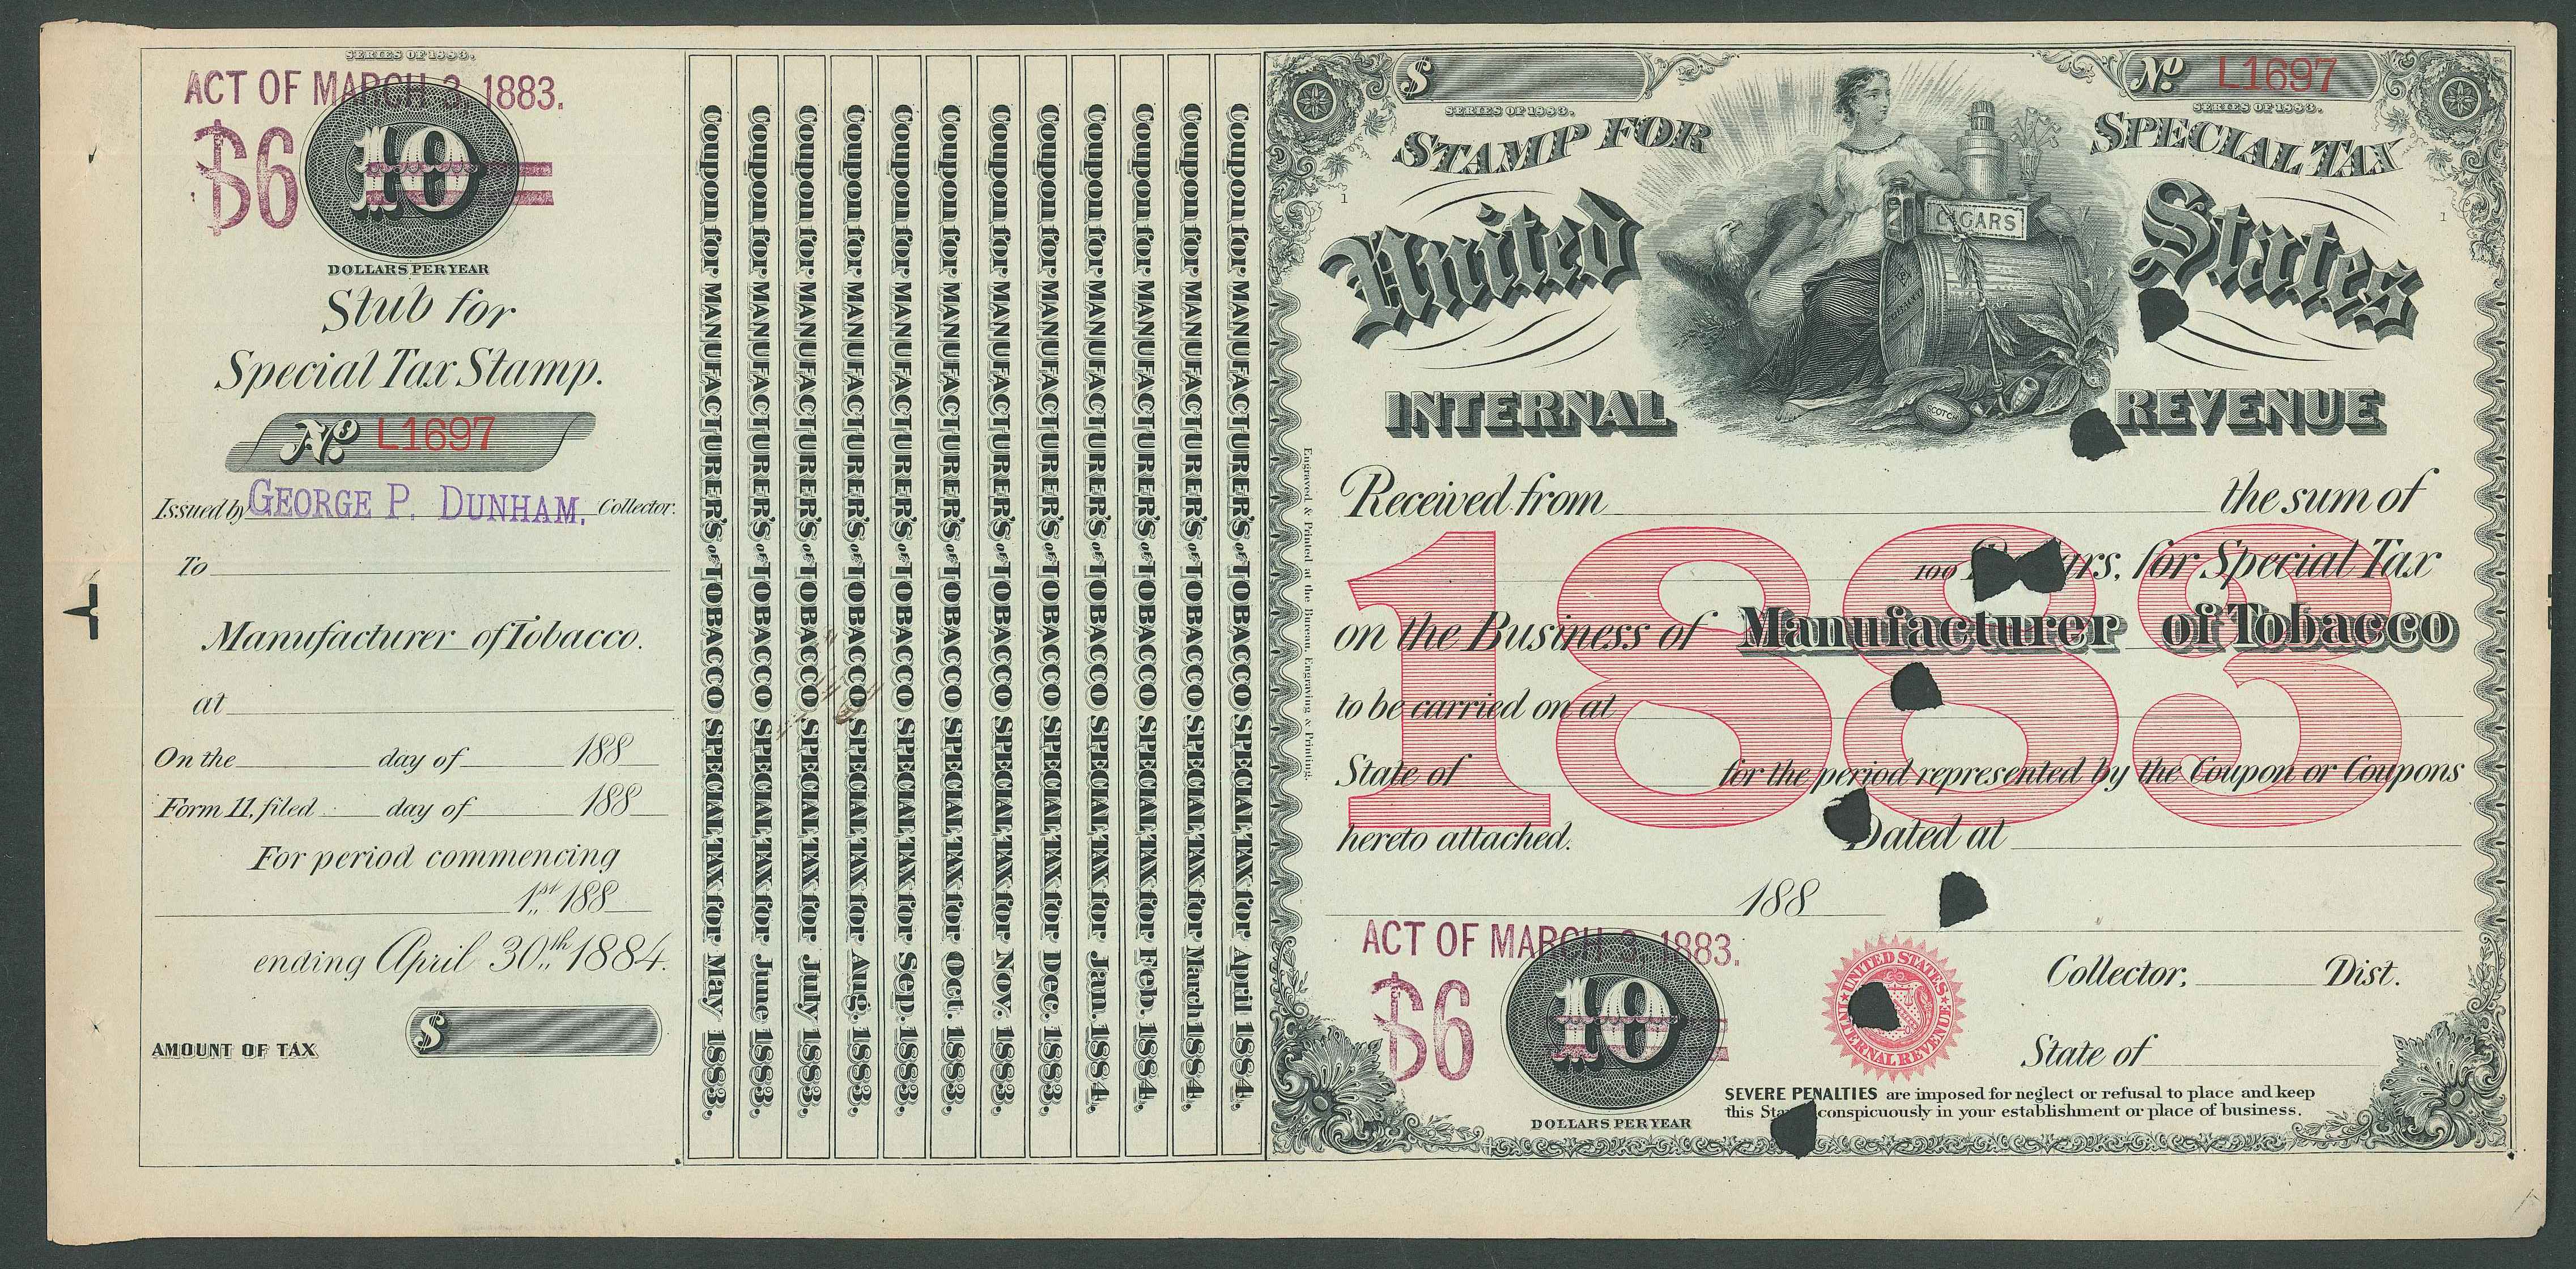 SERIES OF 1883.
ACT OF MARCH 3, 1883.
$6 10
DOLLARS PER YEAR
Stub for
Special Tax Stamp.
No. L1697
Issued by GEORGE P. DUNHAM, Collector.
To
Manufacturer of Tobacco.
at
On the day of 188
Form 11, filed day of 188
For period commencing
1st 188
ending April 30th 1884.
AMOUNT OF TAX $
Coupon for MANUFACTURER'S of TOBACCO SPECIAL TAX for May 1883.
Coupon for MANUFACTURER'S of TOBACCO SPECIAL TAX for June 1883.
Coupon for MANUFACTURER'S of TOBACCO SPECIAL TAX for July 1883.
Coupon for MANUFACTURER'S of TOBACCO SPECIAL TAX for Aug. 1883.
Coupon for MANUFACTURER'S of TOBACCO SPECIAL TAX for Sep. 1883.
Coupon for MANUFACTURER'S of TOBACCO SPECIAL TAX for Oct. 1883.
Coupon for MANUFACTURER'S of TOBACCO SPECIAL TAX for Nov. 1883.
Coupon for MANUFACTURER'S of TOBACCO SPECIAL TAX for Dec. 1883.
Coupon for MANUFACTURER'S of TOBACCO SPECIAL TAX for Jan. 1884.
Coupon for MANUFACTURER'S of TOBACCO SPECIAL TAX for Feb. 1884.
Coupon for MANUFACTURER'S of TOBACCO SPECIAL TAX for March 1884.
Coupon for MANUFACTURER'S of TOBACCO SPECIAL TAX for April 1884.
Engraved & Printed at the Bureau, Engraving & Printing.
$ No. L1697
SERIES OF 1883. SERIES OF 1883.
STAMP FOR SPECIAL TAX
1 1
United States
CIGARS
SCOTCH
INTERNAL REVENUE
Received from the sum of
1883
100 ars, for Special Tax
on the Business of Manufacturer of Tobacco
to be carried on at
State of for the period represented by the Coupon or Coupons
hereto attached. Dated at
188
ACT OF MARCH 3, 1883.
$6 10
DOLLARS PER YEAR
UNITED STATES INTERNAL REVENUE
Collector, Dist.
State of
SEVERE PENALTIES are imposed for neglect or refusal to place and keep
this conspicuously in your establishment or place of business.